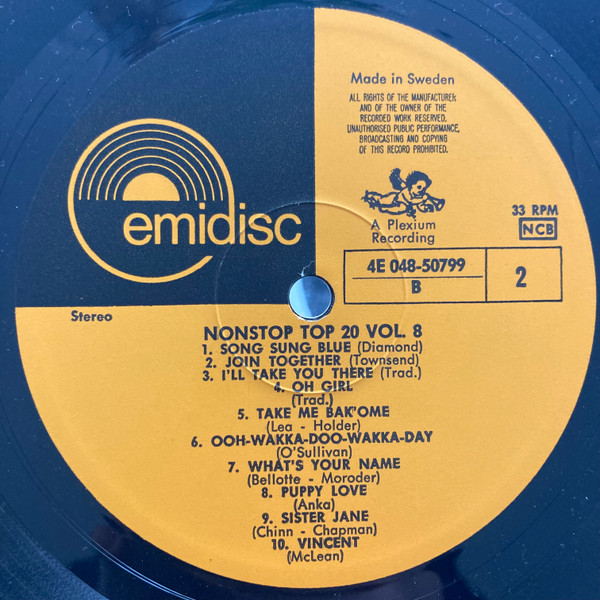 Made in Sweden
ALL RIGHTS OF THE MANUFACTURER
AND OF THE OWNER OF THE
RECORDED WORK RESERVED.
UNAUTHORISED PUBLIC PERFORMANCE,
BROADCASTING AND COPYING
OF THIS RECORD PROHIBITED.
emidisc
A Plexium
Recording
33 RPM
NCB
4E 048-50799
B
2
Stereo
NONSTOP TOP 20 VOL. 8
1. SONG SUNG BLUE (Diamond)
2. JOIN TOGETHER (Townsend)
3. I'LL TAKE YOU THERE (Trad.)
4. OH GIRL
(Trad.)
5. TAKE ME BAK'OME
(Lea - Holder)
6. OOH-WAKKA-DOO-WAKKA-DAY
(O'Sullivan)
7. WHAT'S YOUR NAME
(Bellotte - Moroder)
8. PUPPY LOVE
(Anka)
9. SISTER JANE
(Chinn - Chapman)
10. VINCENT
(McLean)